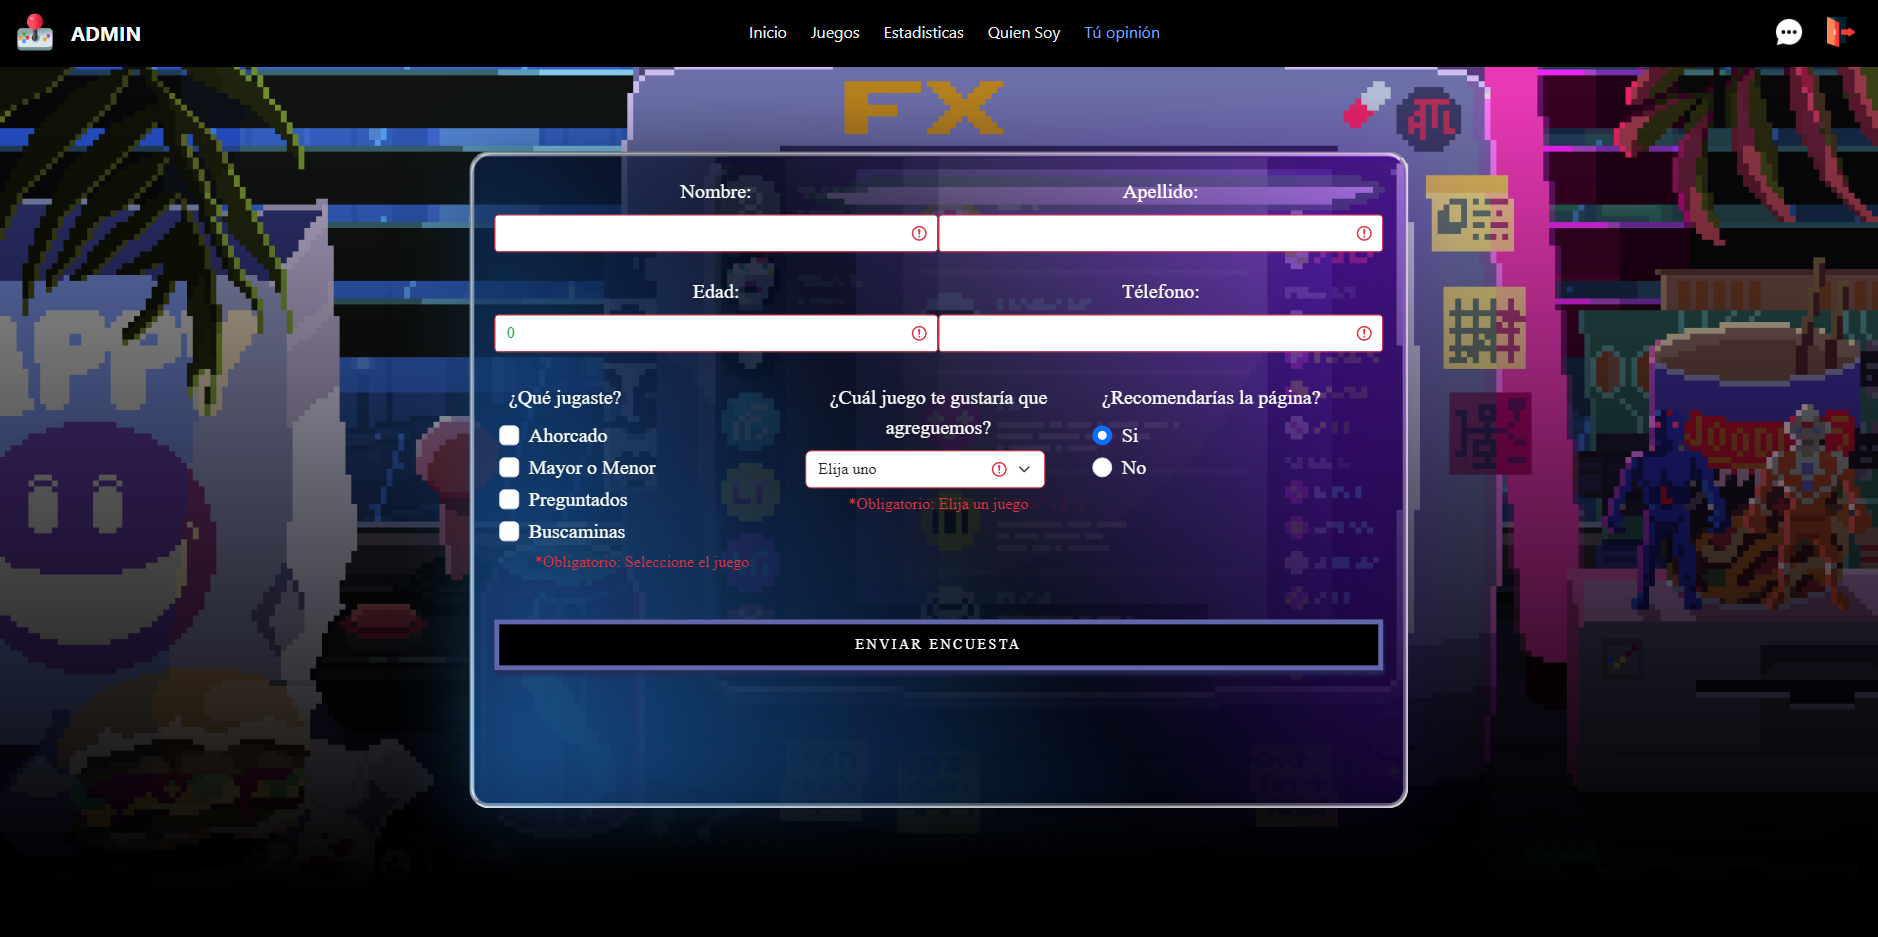 ADMIN
Inicio
Juegos
Estadisticas
Quien Soy
Tú opinión
FX
Nombre:
Apellido:
Edad:
Télefono:
0
¿Qué jugaste?
Ahorcado
Mayor o Menor
Preguntados
Buscaminas
*Obligatorio: Seleccione el juego
¿Cuál juego te gustaría que
agreguemos?
Elija uno
*Obligatorio: Elija un juego
¿Recomendarías la página?
Si
No
ENVIAR ENCUESTA